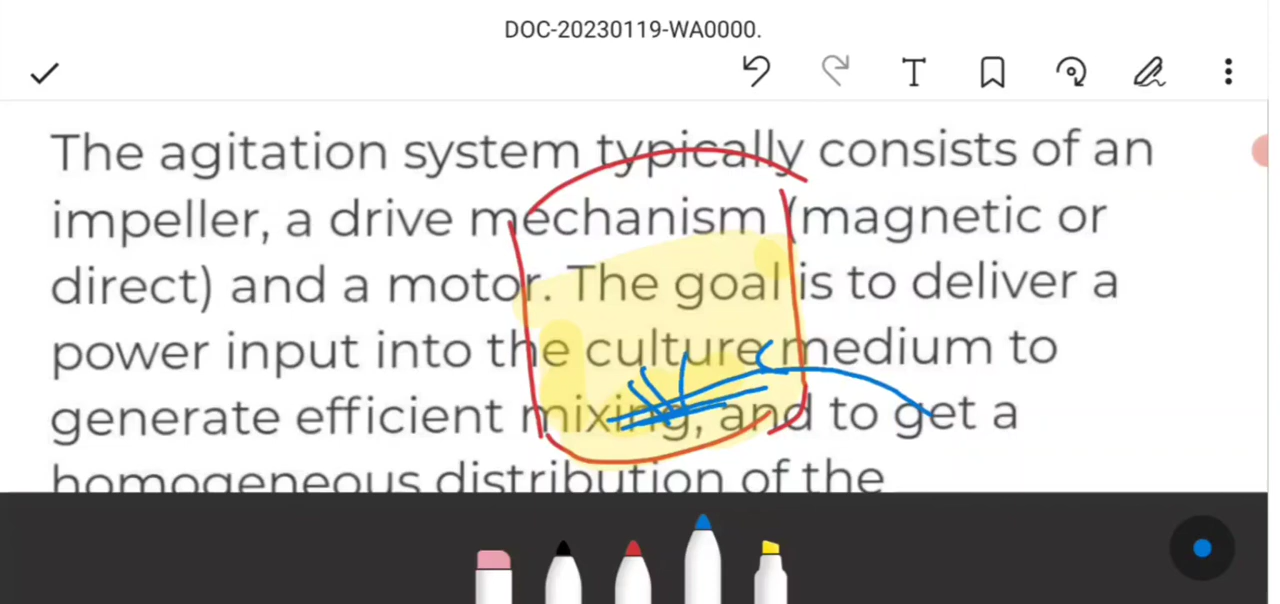 DOC-20230119-WA0000.
T
The agitation system typically consists of an
impeller, a drive mechanism (magnetic or
direct) and a motor. The goal is to deliver a
power input into the culture medium to
generate efficient mixing, and to get a
homogeneous distribution of the